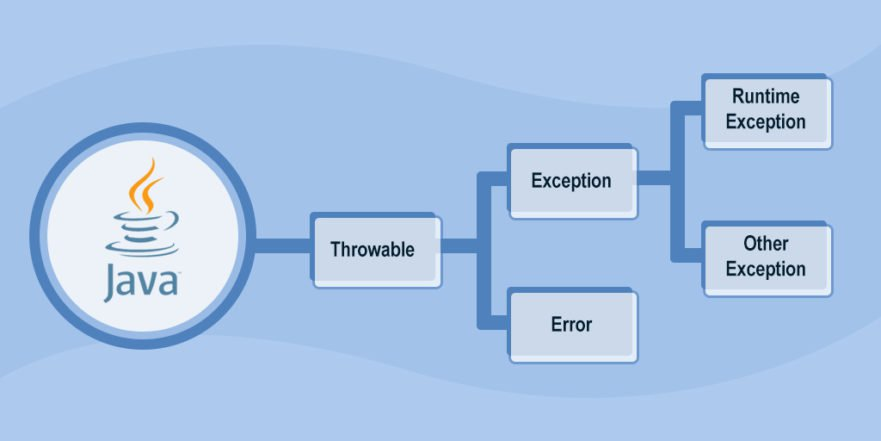 Java
Throwable
Exception
Error
Runtime
Exception
Other
Exception